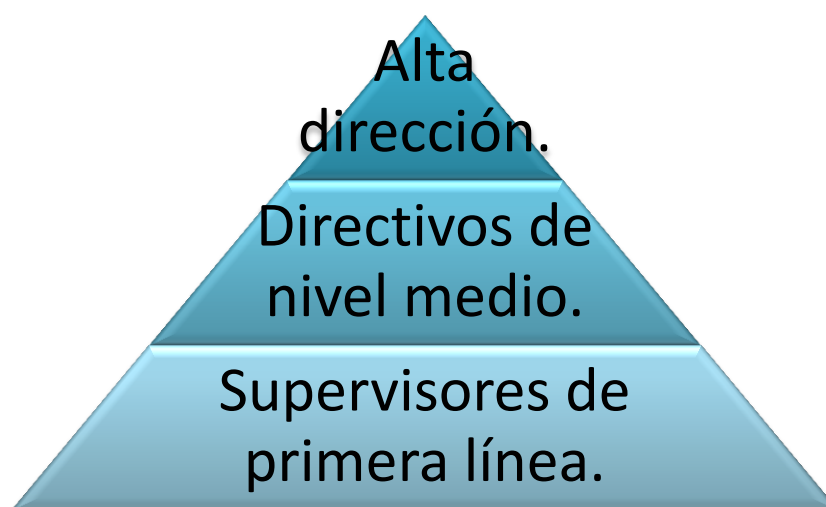 Alta
dirección.
Directivos de
nivel medio.
Supervisores de
primera línea.